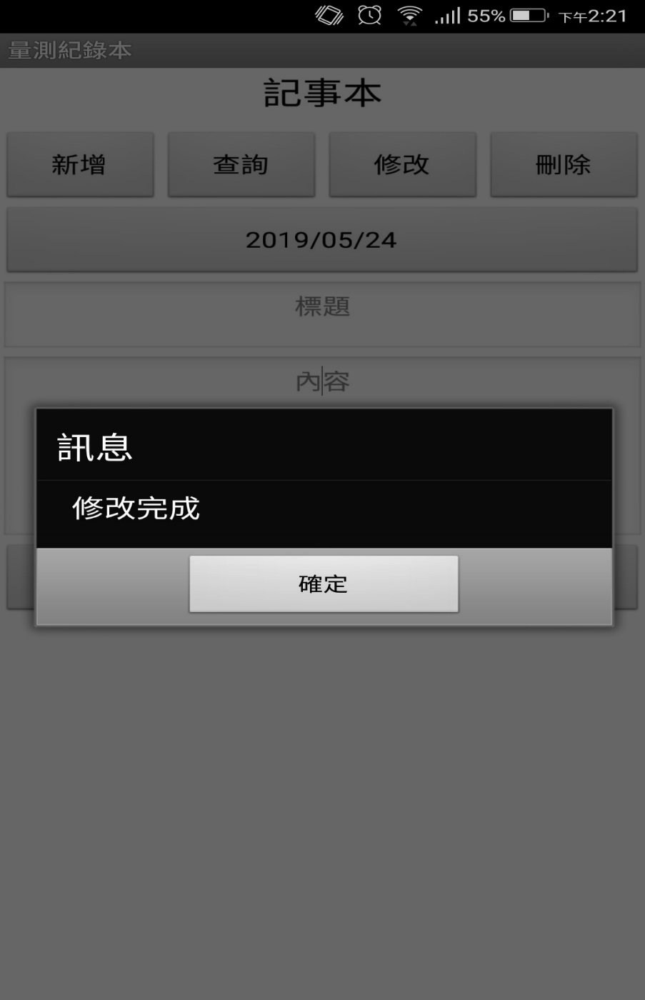 55% 下午2:21
量測紀錄本
記事本
新增 查詢 修改 刪除
2019/05/24
標題
內容
訊息
修改完成
確定